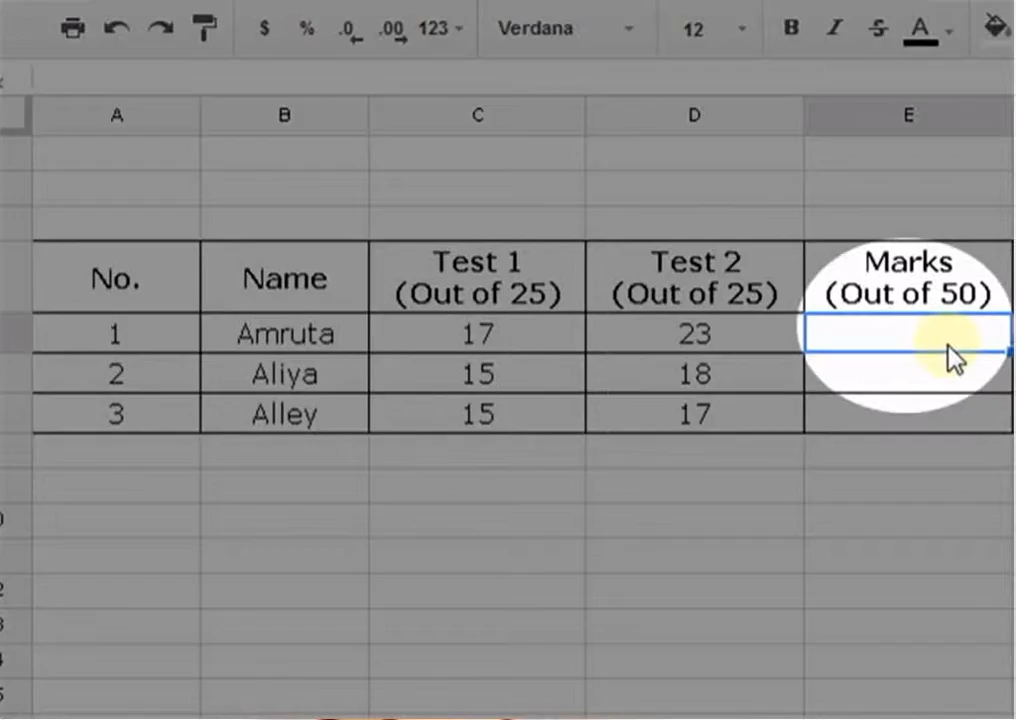 $ % .0 .00 123 Verdana 12 B I S A
A B C D E
No. Name Test 1 (Out of 25) Test 2 (Out of 25) Marks (Out of 50)
1 Amruta 17 23
2 Aliya 15 18
3 Alley 15 17